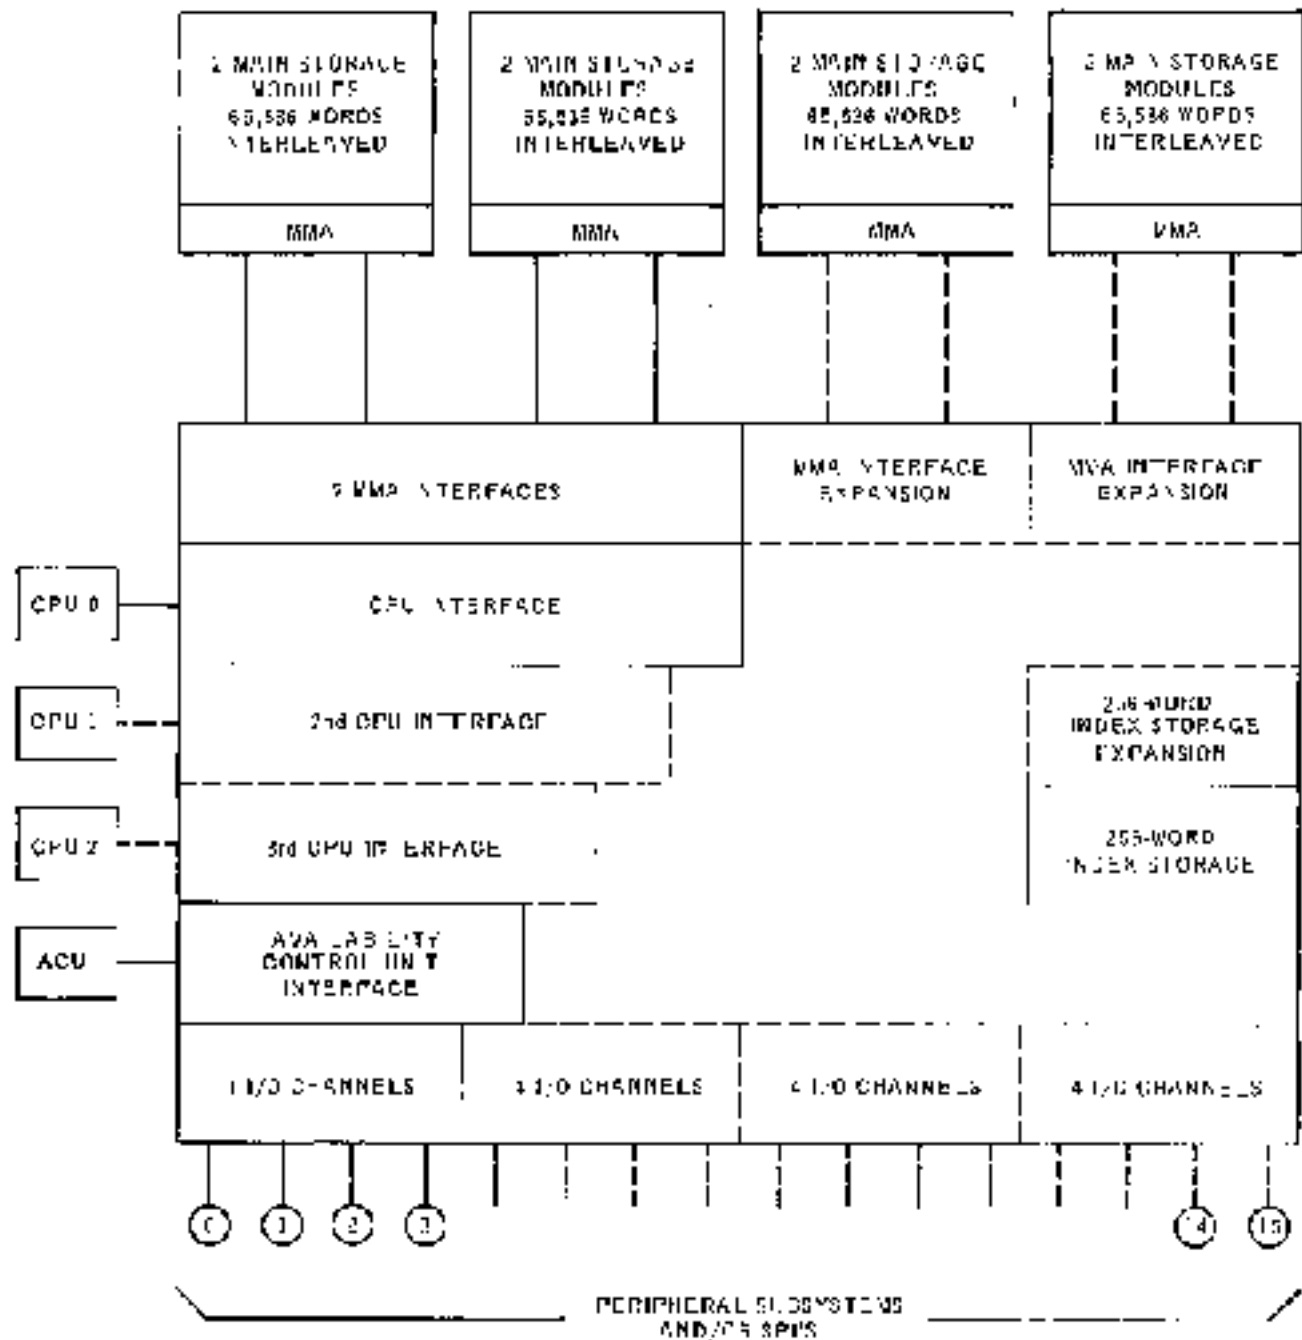 2 MAIN STORAGE
MODULES
65,536 WORDS
INTERLEAVED
MMA
2 MAIN STORAGE
MODULES
65,536 WORDS
INTERLEAVED
MMA
2 MAIN STORAGE
MODULES
65,536 WORDS
INTERLEAVED
MMA
2 MAIN STORAGE
MODULES
65,536 WORDS
INTERLEAVED
MMA
MMA INTERFACES
MMA INTERFACE
EXPANSION
MMA INTERFACE
EXPANSION
CPU 0
CPU INTERFACE
CPU 1
2nd CPU INTERFACE
256-WORD
INDEX STORAGE
EXPANSION
CPU 2
3rd CPU INTERFACE
256-WORD
INDEX STORAGE
ACU
AVAILABILITY
CONTROL UNIT
INTERFACE
4 I/O CHANNELS
4 I/O CHANNELS
4 I/O CHANNELS
4 I/O CHANNELS
0 1 2 3 14 15
PERIPHERAL SUBSYSTEMS
AND/OR SPI'S